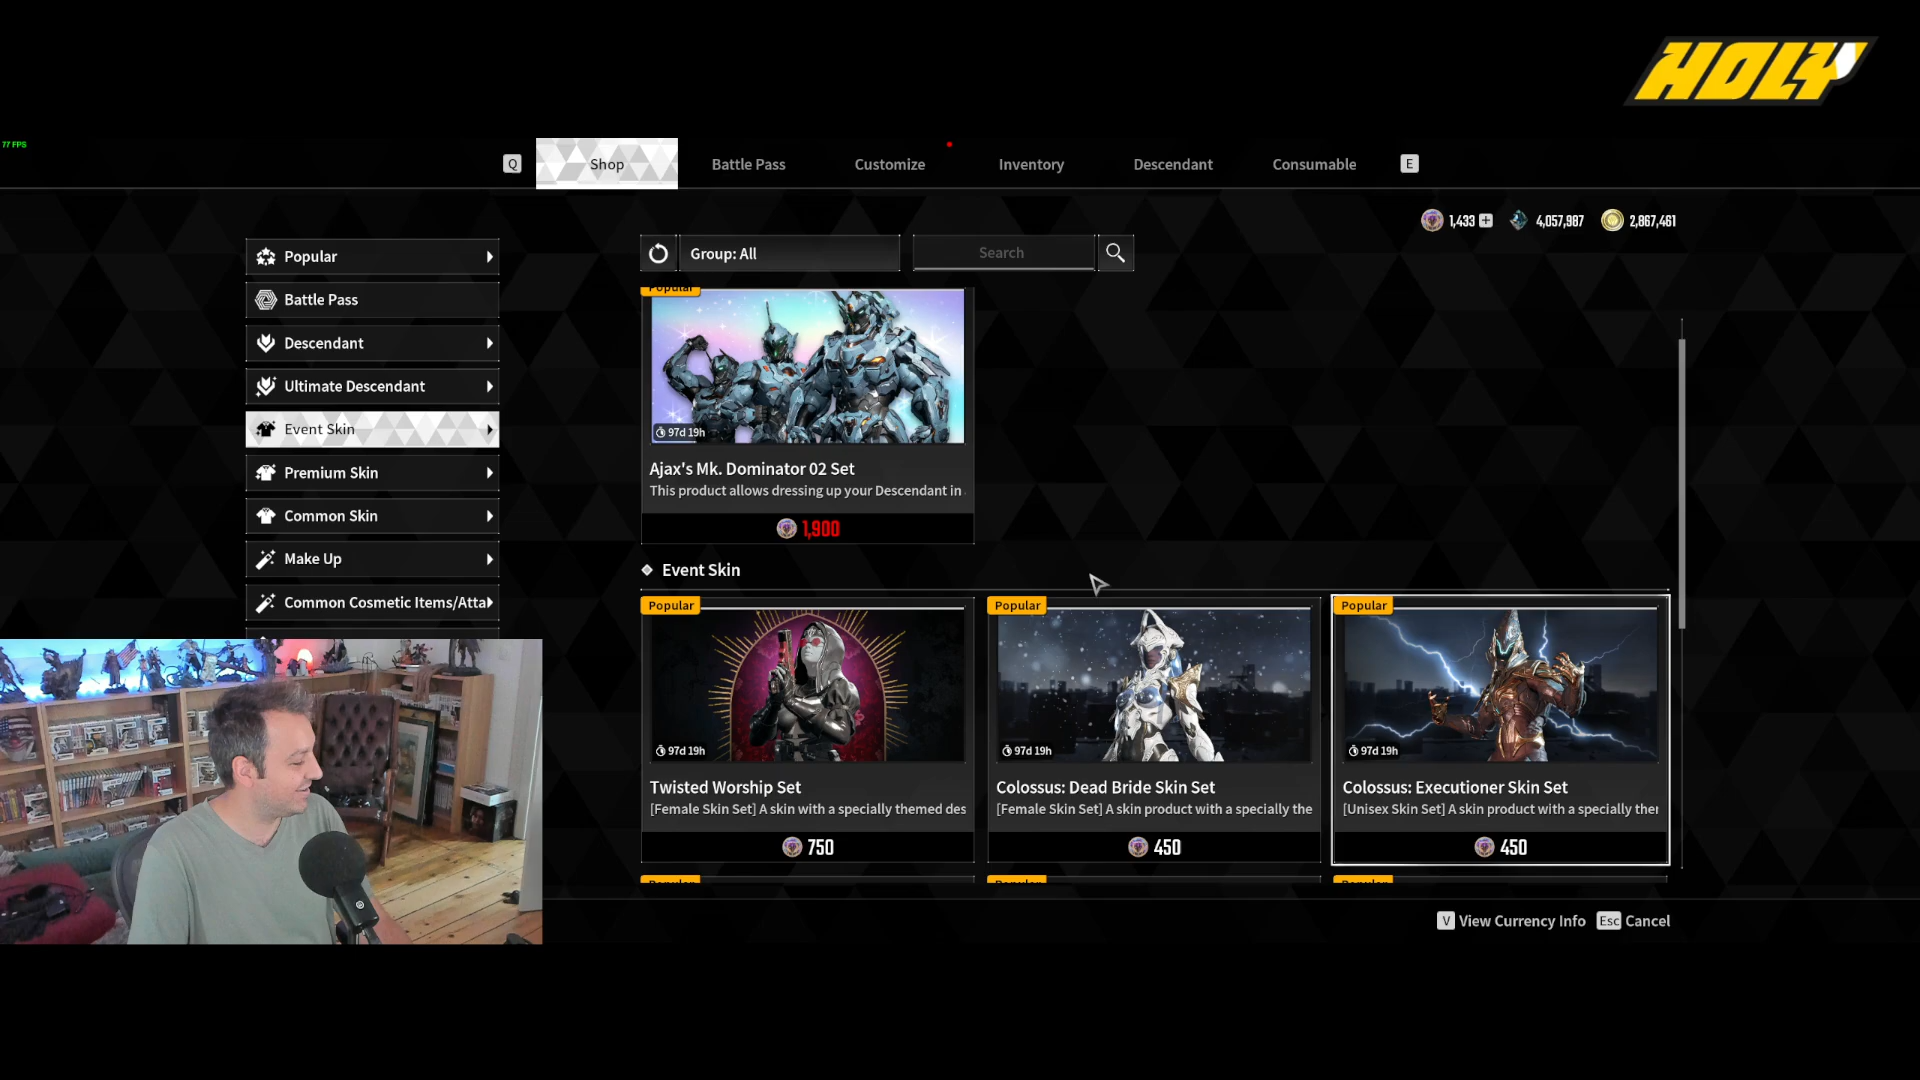 HOLY
77 FPS
Q
Shop
Battle Pass
Customize
Inventory
Descendant
Consumable
E
1,433
4,057,987
2,867,461
Popular
Battle Pass
Descendant
Ultimate Descendant
Event Skin
Premium Skin
Common Skin
Make Up
Common Cosmetic Items/Atta
Group: All
Search
Popular
97d 19h
Ajax's Mk. Dominator 02 Set
This product allows dressing up your Descendant in
1,900
Event Skin
Popular
97d 19h
Twisted Worship Set
[Female Skin Set] A skin with a specially themed des
750
Popular
97d 19h
Colossus: Dead Bride Skin Set
[Female Skin Set] A skin product with a specially the
450
Popular
97d 19h
Colossus: Executioner Skin Set
[Unisex Skin Set] A skin product with a specially ther
450
Popular
Popular
Popular
V View Currency Info
Esc Cancel